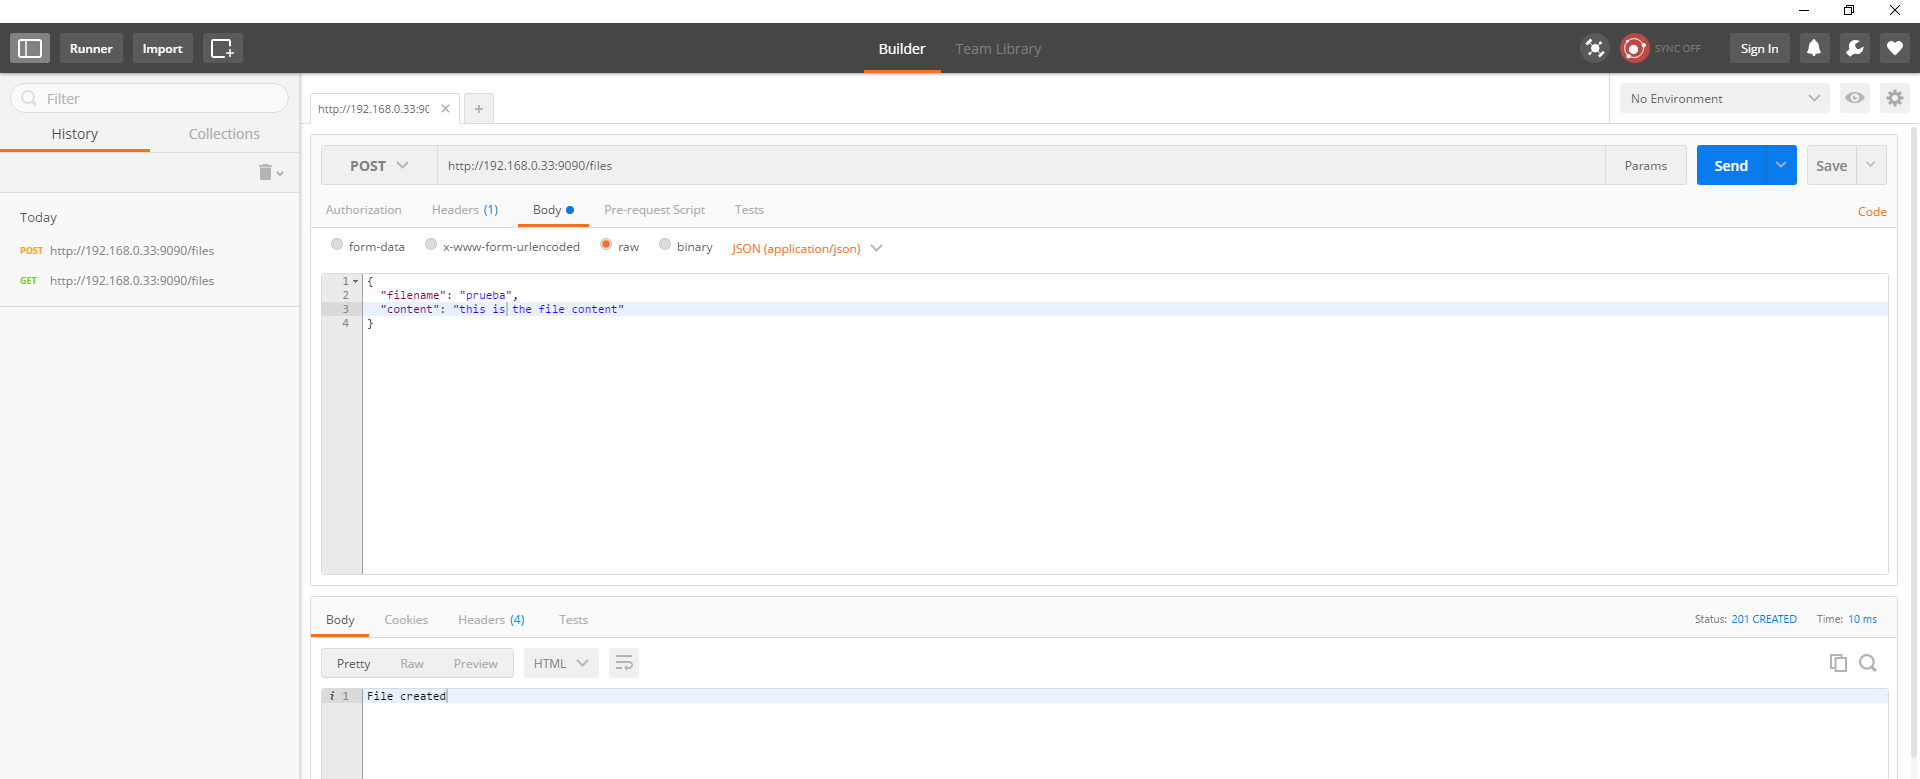 Runner Import Builder Team Library SYNC OFF Sign In
Filter
History Collections
Today
POST http://192.168.0.33:9090/files
GET http://192.168.0.33:9090/files
http://192.168.0.33:90 No Environment
POST http://192.168.0.33:9090/files Params Send Save
Authorization Headers (1) Body Pre-request Script Tests Code
form-data x-www-form-urlencoded raw binary JSON (application/json)
1 {
2 "filename": "prueba",
3 "content": "this is the file content"
4 }
Body Cookies Headers (4) Tests Status: 201 CREATED Time: 10 ms
Pretty Raw Preview HTML
i 1 File created